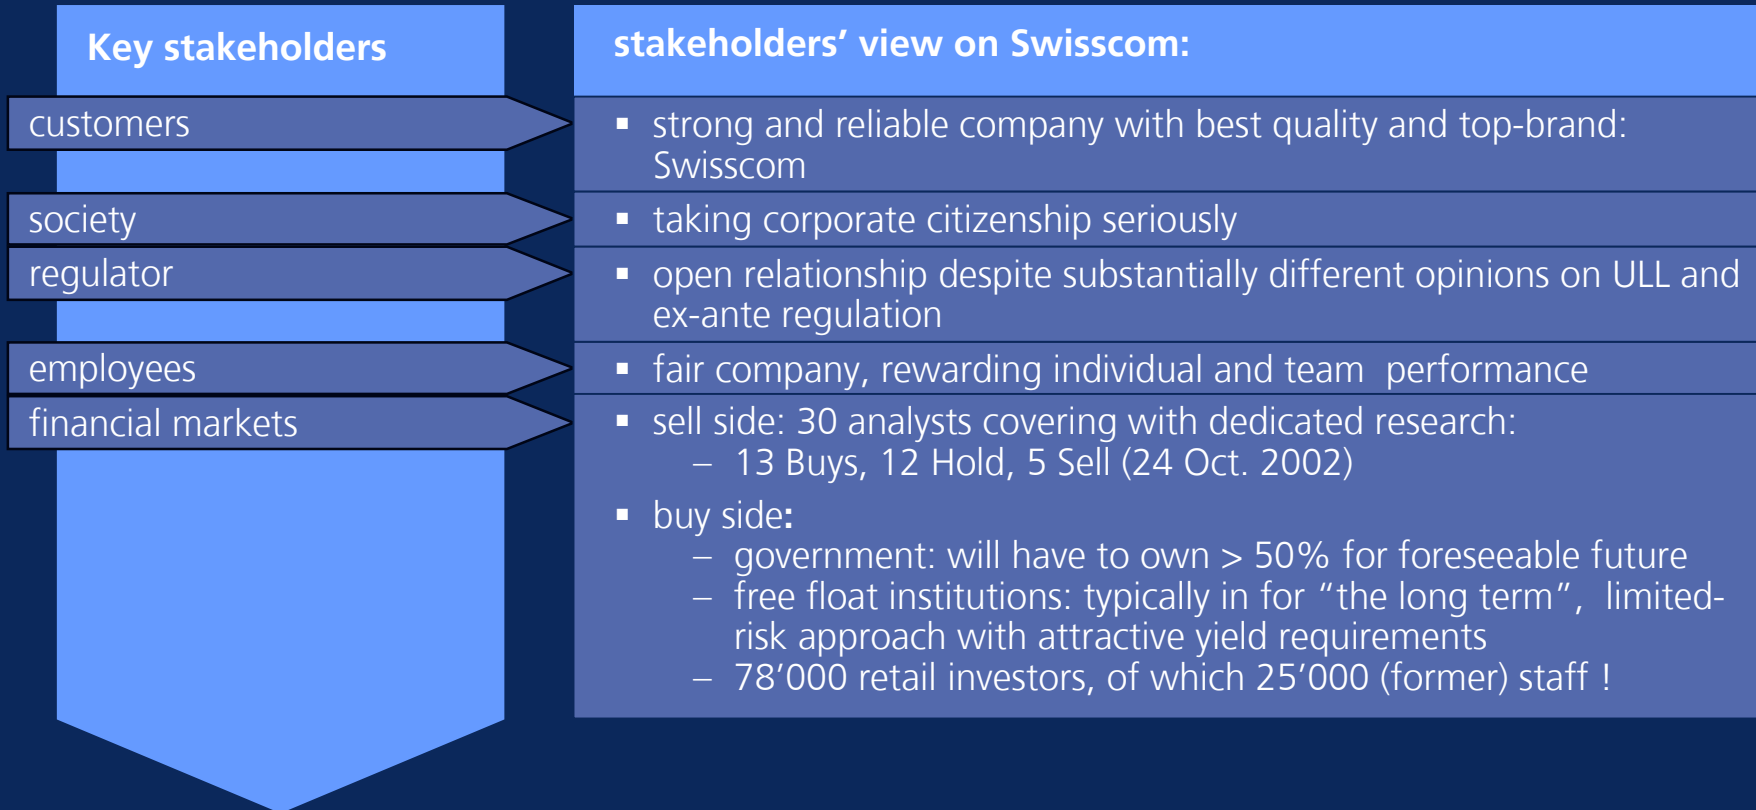 Key stakeholders
stakeholders’ view on Swisscom:
customers
▪ strong and reliable company with best quality and top-brand:
Swisscom
society
▪ taking corporate citizenship seriously
regulator
▪ open relationship despite substantially different opinions on ULL and
ex-ante regulation
employees
▪ fair company, rewarding individual and team performance
financial markets
▪ sell side: 30 analysts covering with dedicated research:
– 13 Buys, 12 Hold, 5 Sell (24 Oct. 2002)
▪ buy side:
– government: will have to own > 50% for foreseeable future
– free float institutions: typically in for “the long term”, limited-
risk approach with attractive yield requirements
– 78’000 retail investors, of which 25’000 (former) staff !